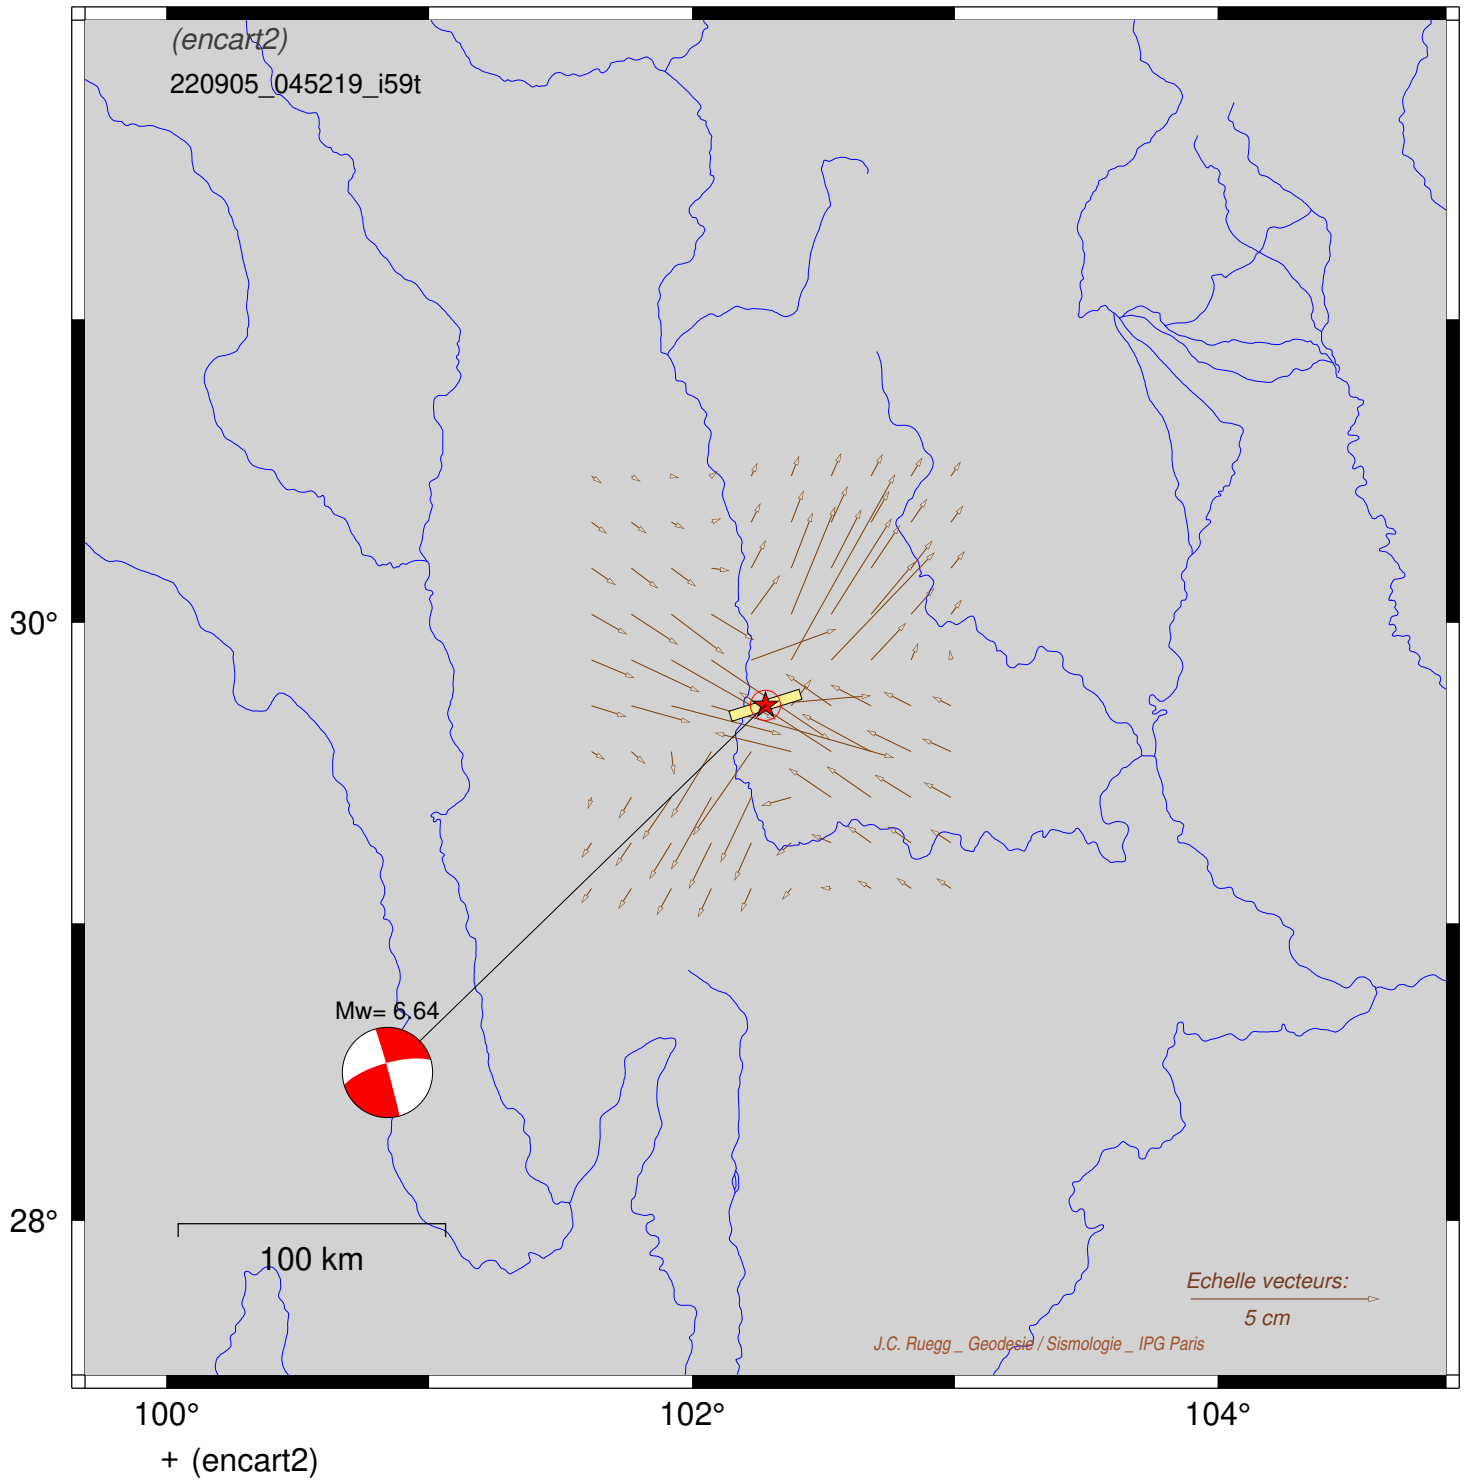 (encart2)
220905_045219_i59t
30°
Mw= 6.64
28°
100 km
Echelle vecteurs:
5 cm
J.C. Ruegg _ Geodesie / Sismologie _ IPG Paris
100°
102°
104°
+ (encart2)